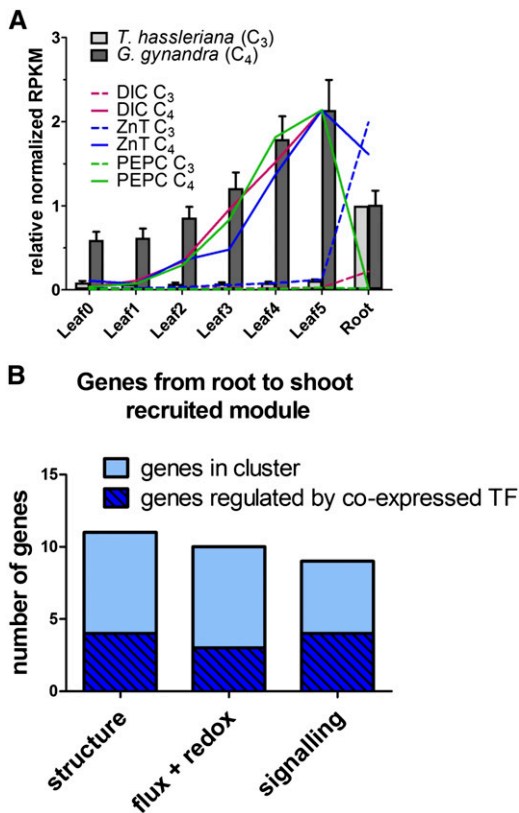 A
T. hassleriana (C3)
G. gynandra (C4)
DIC C3
DIC C4
ZnT C3
ZnT C4
PEPC C3
PEPC C4
relative normalized RPKM
3
2
1
0
Leaf0
Leaf1
Leaf2
Leaf3
Leaf4
Leaf5
Root
B
Genes from root to shoot
recruited module
genes in cluster
genes regulated by co-expressed TF
number of genes
15
10
5
0
structure
flux + redox
signalling